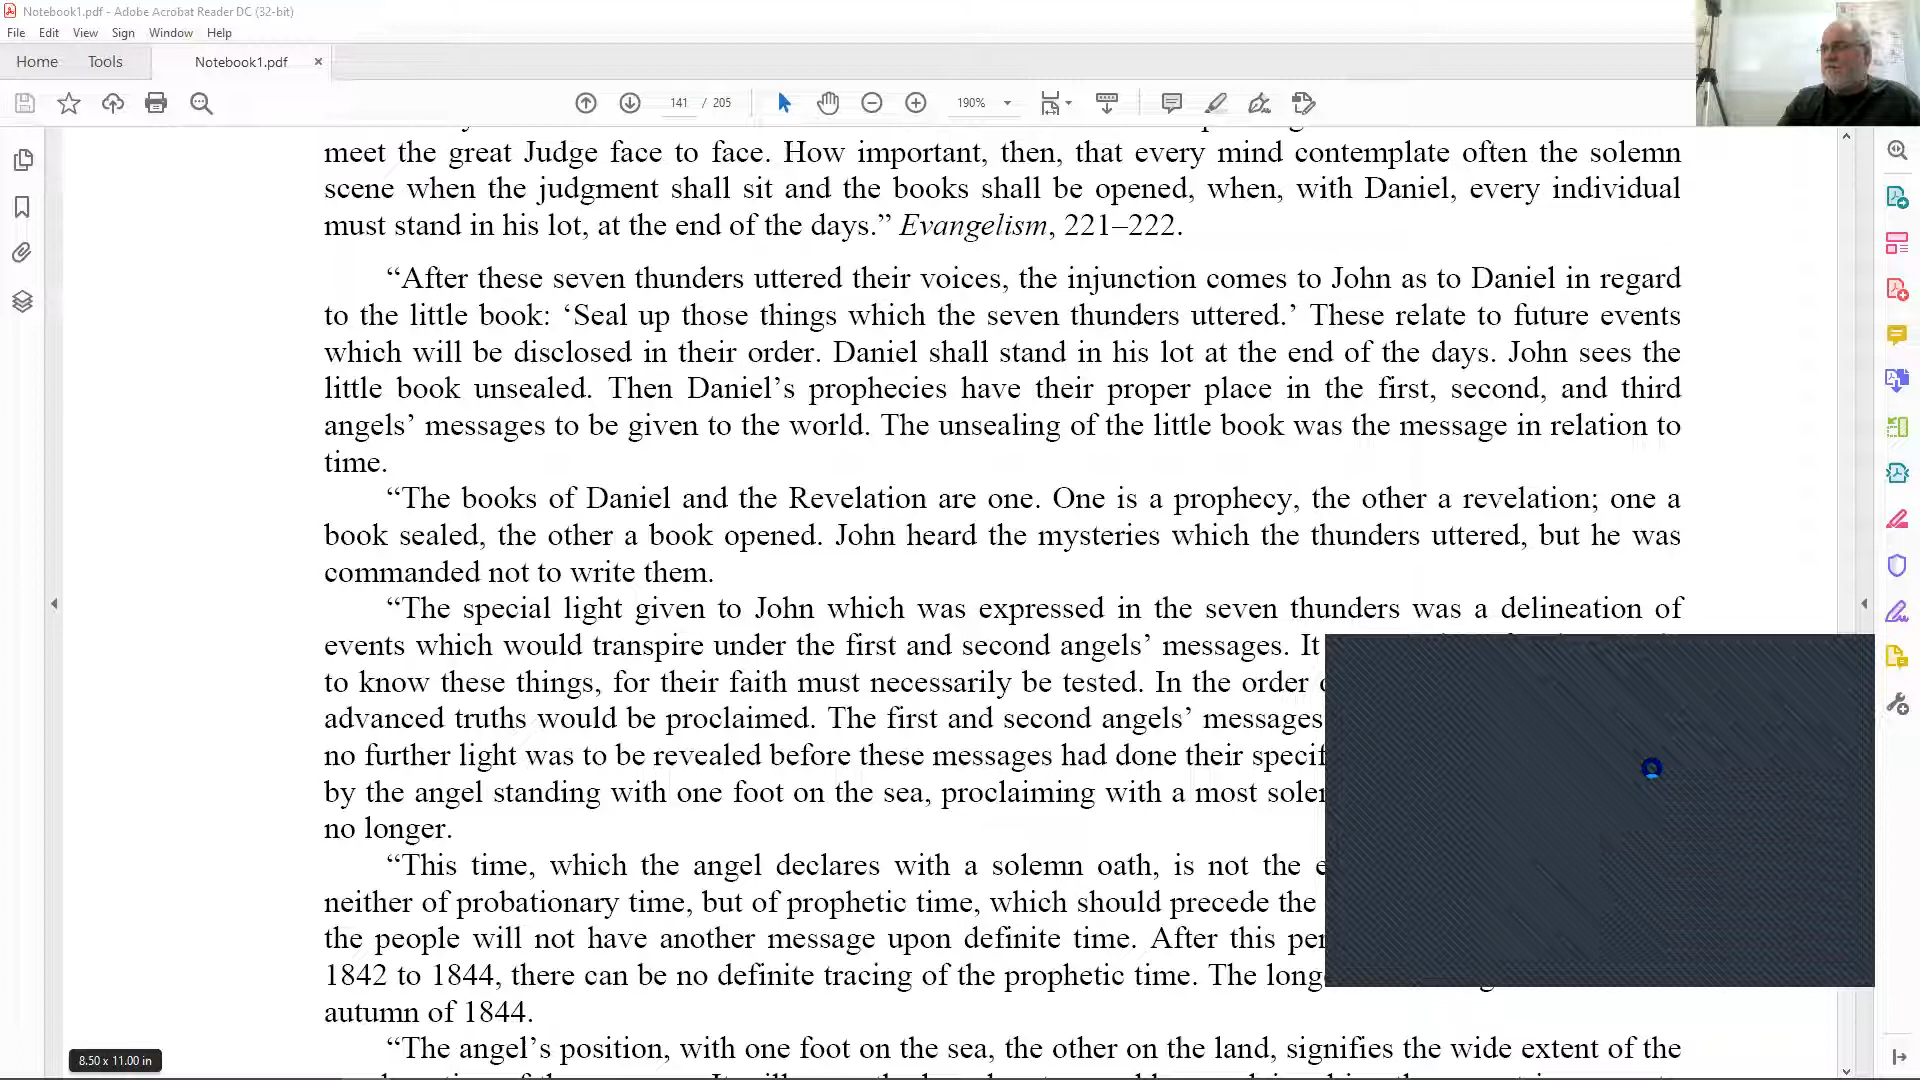 Notebook1.pdf - Adobe Acrobat Reader DC (32-bit)
File Edit View Sign Window Help
Home Tools Notebook1.pdf ×
141 / 205 190%
meet the great Judge face to face. How important, then, that every mind contemplate often the solemn
scene when the judgment shall sit and the books shall be opened, when, with Daniel, every individual
must stand in his lot, at the end of the days.” Evangelism, 221–222.
“After these seven thunders uttered their voices, the injunction comes to John as to Daniel in regard
to the little book: ‘Seal up those things which the seven thunders uttered.’ These relate to future events
which will be disclosed in their order. Daniel shall stand in his lot at the end of the days. John sees the
little book unsealed. Then Daniel’s prophecies have their proper place in the first, second, and third
angels’ messages to be given to the world. The unsealing of the little book was the message in relation to
time.
“The books of Daniel and the Revelation are one. One is a prophecy, the other a revelation; one a
book sealed, the other a book opened. John heard the mysteries which the thunders uttered, but he was
commanded not to write them.
“The special light given to John which was expressed in the seven thunders was a delineation of
events which would transpire under the first and second angels’ messages. It
to know these things, for their faith must necessarily be tested. In the order
advanced truths would be proclaimed. The first and second angels’ messages
no further light was to be revealed before these messages had done their
by the angel standing with one foot on the sea, proclaiming with a most
no longer.
“This time, which the angel declares with a solemn oath, is not the
neither of probationary time, but of prophetic time, which should precede the
the people will not have another message upon definite time. After this
1842 to 1844, there can be no definite tracing of the prophetic time. The
autumn of 1844.
“The angel’s position, with one foot on the sea, the other on the land, signifies the wide extent of the
8.50 x 11.00 in